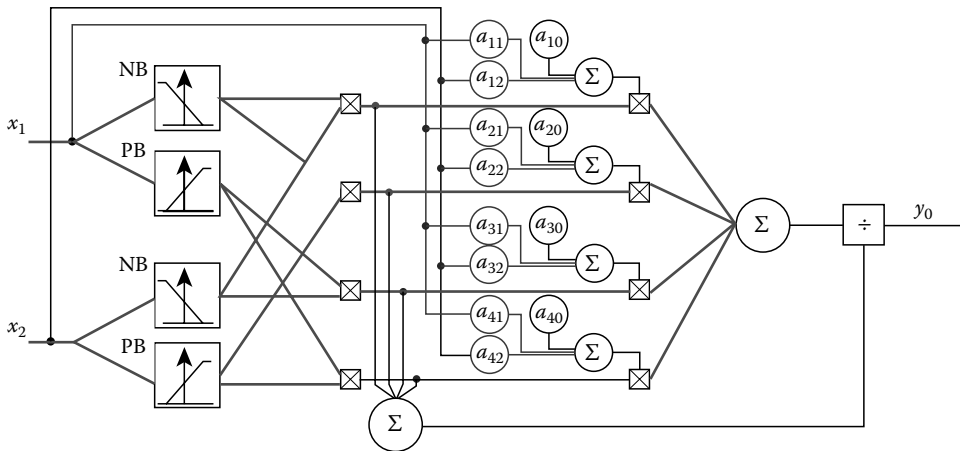 NB
x₁
PB
NB
x₂
PB
a₁₁
a₁₀
a₁₂
Σ
a₂₁
a₂₀
a₂₂
Σ
a₃₁
a₃₀
a₃₂
Σ
a₄₁
a₄₀
a₄₂
Σ
Σ
Σ
÷
y₀